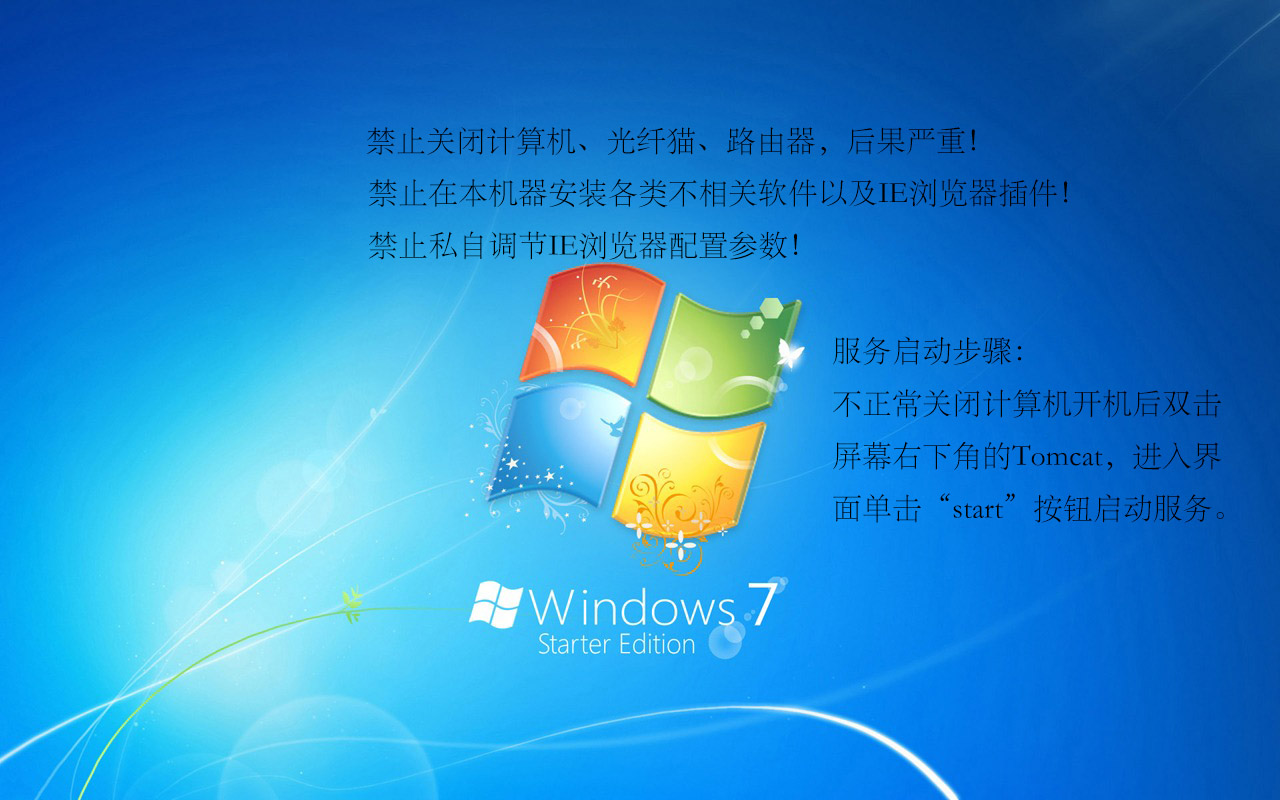 禁止关闭计算机、光纤猫、路由器，后果严重！
禁止在本机器安装各类不相关软件以及IE浏览器插件！
禁止私自调节IE浏览器配置参数！
服务启动步骤：
不正常关闭计算机开机后双击
屏幕右下角的Tomcat，进入界
面单击“start”按钮启动服务。
Windows 7
Starter Edition